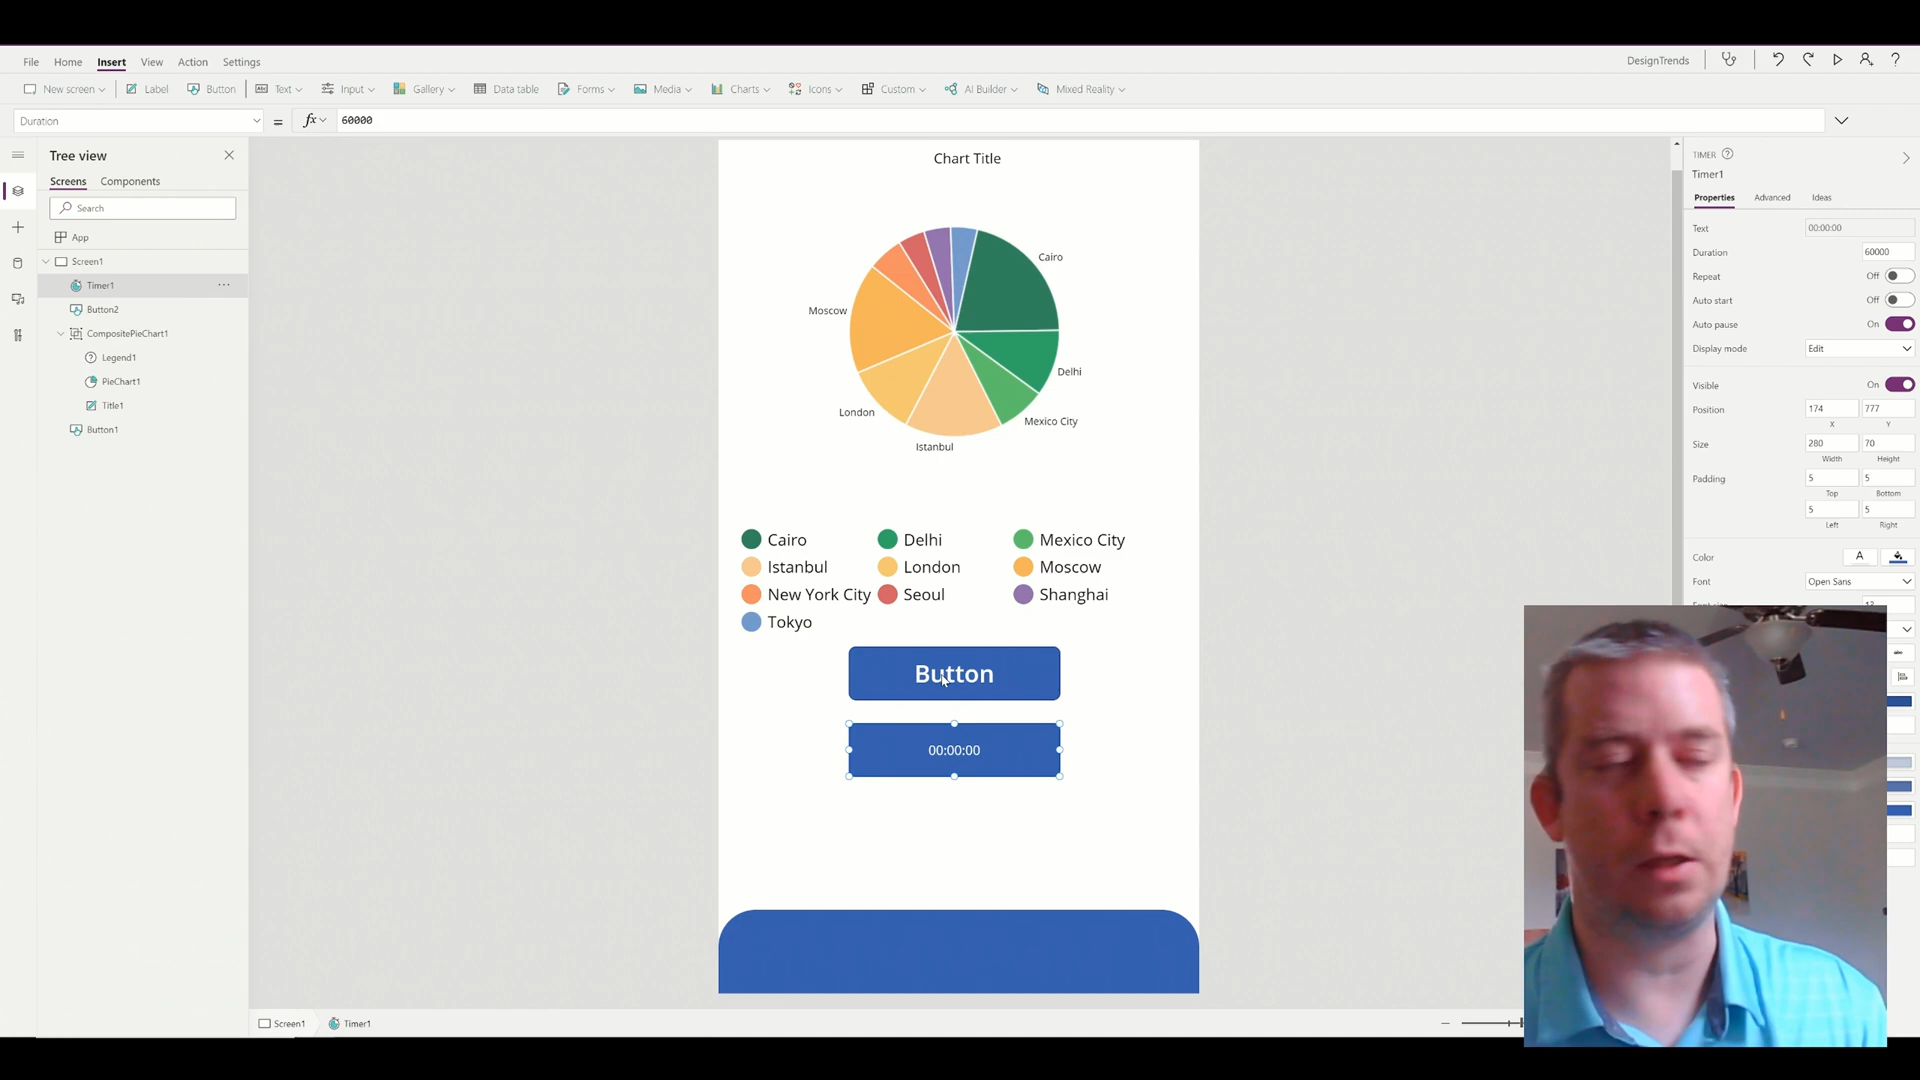 File Home Insert View Action Settings DesignTrends
New screen Label Button Text Input Gallery Data table Forms Media Charts Icons Custom AI Builder Mixed Reality
Duration = fx 60000
Tree view
Screens Components
Search
App
Screen1
Timer1
Button2
CompositePieChart1
Legend1
PieChart1
Title1
Button1
Chart Title
Cairo
Moscow
Delhi
London
Mexico City
Istanbul
Cairo Delhi Mexico City
Istanbul London Moscow
New York City Seoul Shanghai
Tokyo
Button
00:00:00
Screen1 Timer1
TIMER
Timer1
Properties Advanced Ideas
Text 00:00:00
Duration 60000
Repeat Off
Auto start Off
Auto pause On
Display mode Edit
Visible On
Position 174 777
X Y
Size 280 70
Width Height
Padding 5 5
Top Bottom
5 5
Left Right
Color A
Font Open Sans